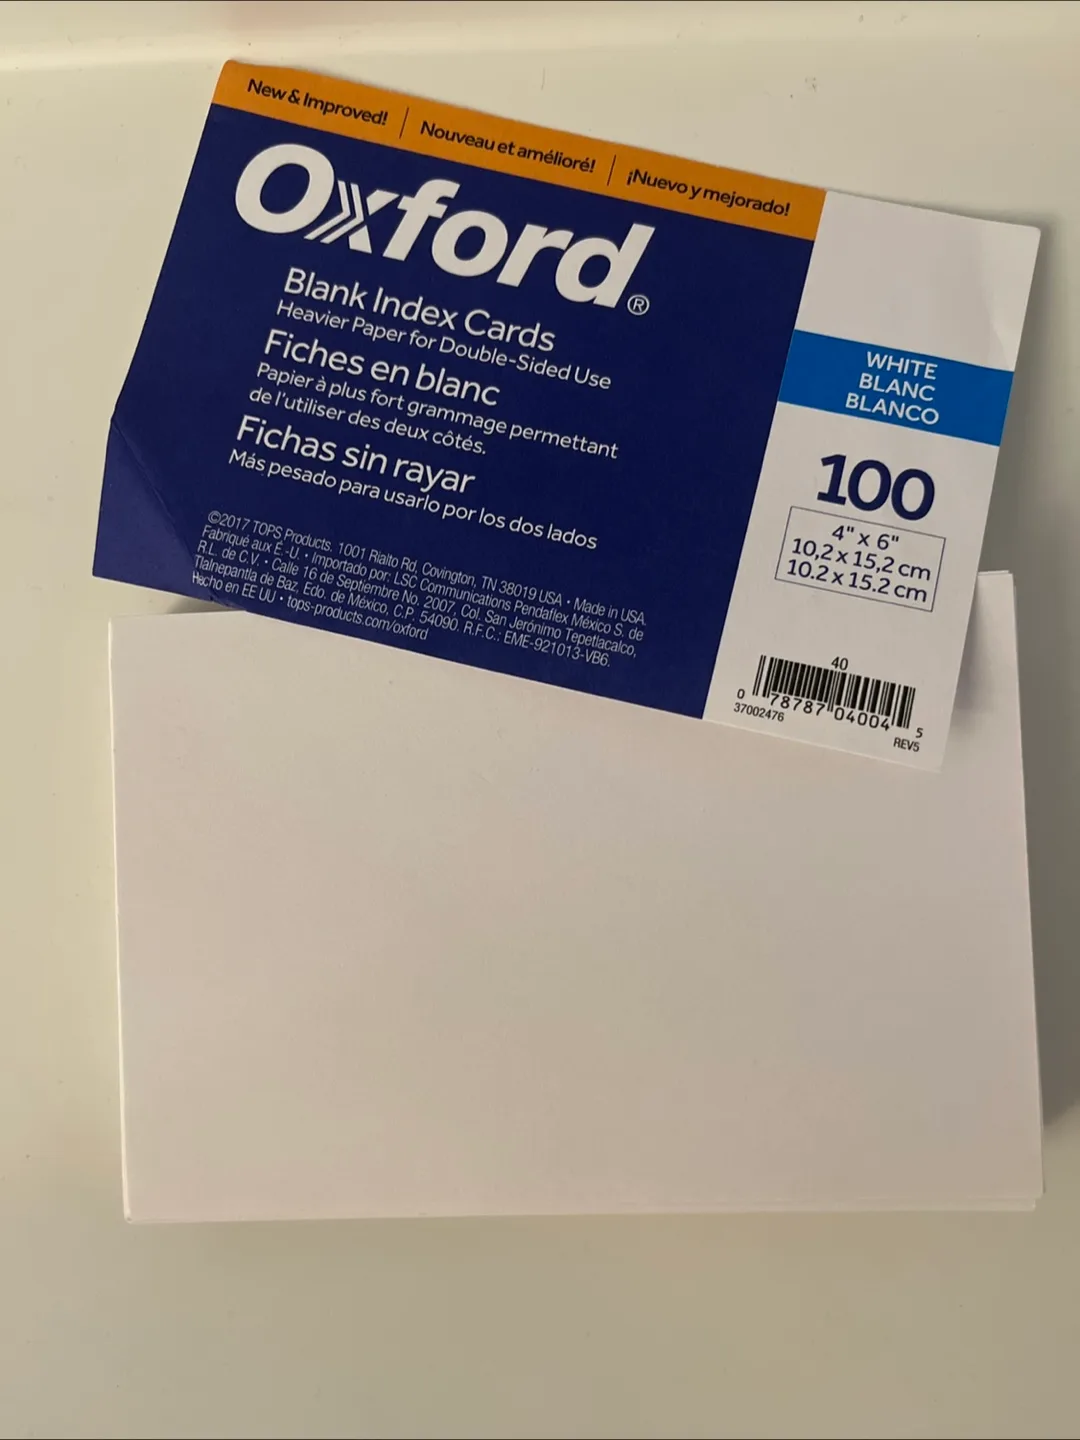 New & Improved! | Nouveau et amélioré! | ¡Nuevo y mejorado!
Oxford®
Blank Index Cards
Heavier Paper for Double-Sided Use
Fiches en blanc
Papier à plus fort grammage permettant
de l'utiliser des deux côtés.
Fichas sin rayar
Más pesado para usarlo por los dos lados
©2017 TOPS Products. 1001 Rialto Rd, Covington, TN 38019 USA • Made in USA.
Fabriqué aux É.-U. • Importado por: LSC Communications Pendaflex México S. de
R.L. de C.V. • Calle 16 de Septiembre No. 2007, Col. San Jerónimo Tepetlacalco,
Tlalnepantla de Baz, Edo. de México, C.P. 54090. R.F.C.: EME-921013-VB6.
Hecho en EE UU • tops-products.com/oxford
WHITE
BLANC
BLANCO
100
4" x 6"
10,2 x 15,2 cm
10.2 x 15.2 cm
40
0 78787 04004 5
37002476
REV5